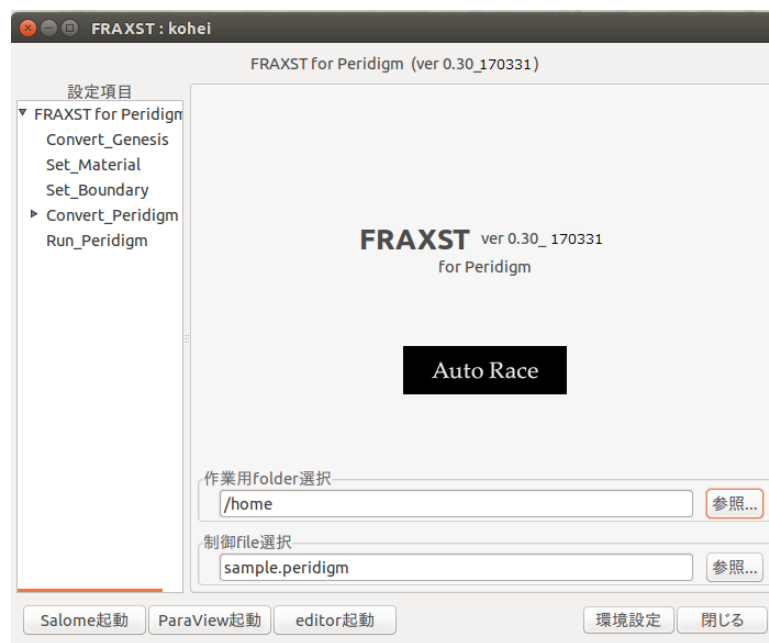 FRAXST : kohei
FRAXST for Peridigm (ver 0.30_170331)
設定項目
FRAXST for Peridigm
Convert_Genesis
Set_Material
Set_Boundary
Convert_Peridigm
Run_Peridigm
FRAXST ver 0.30_ 170331
for Peridigm
Auto Race
作業用folder選択
/home 参照...
制御file選択
sample.peridigm 参照...
Salome起動 ParaView起動 editor起動 環境設定 閉じる